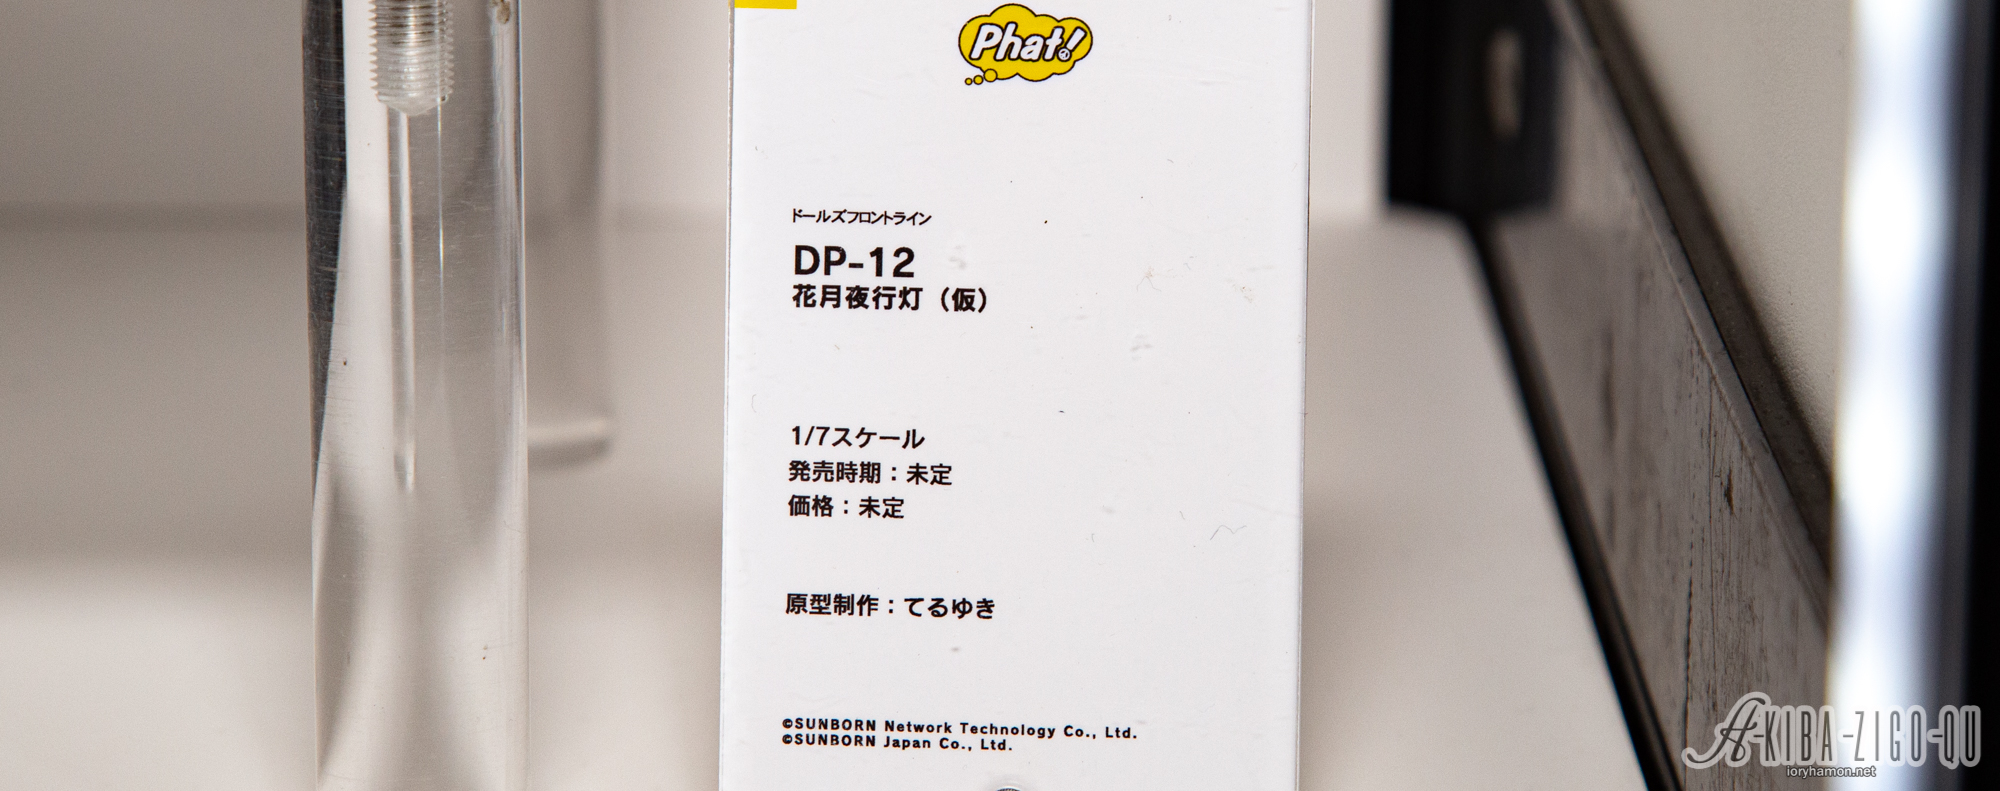 Phat!
ドールズフロントライン
DP-12
花月夜行灯（仮）
1/7スケール
発売時期：未定
価格：未定
原型制作：てるゆき
©SUNBORN Network Technology Co., Ltd.
©SUNBORN Japan Co., Ltd.
AKIBA-ZIGO-QU
ioryhamon.net